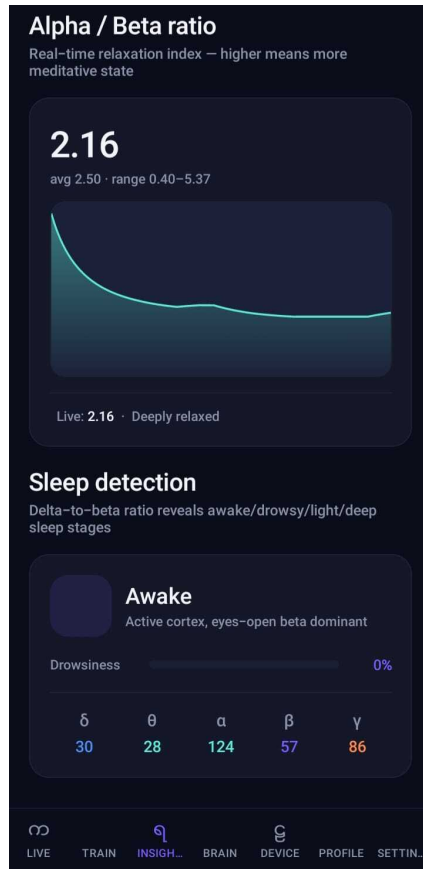 Alpha / Beta ratio
Real-time relaxation index — higher means more
meditative state
2.16
avg 2.50 · range 0.40–5.37
Live: 2.16 · Deeply relaxed
Sleep detection
Delta-to-beta ratio reveals awake/drowsy/light/deep
sleep stages
Awake
Active cortex, eyes-open beta dominant
Drowsiness 0%
δ θ α β γ
30 28 124 57 86
LIVE TRAIN INSIGH... BRAIN DEVICE PROFILE SETTIN...